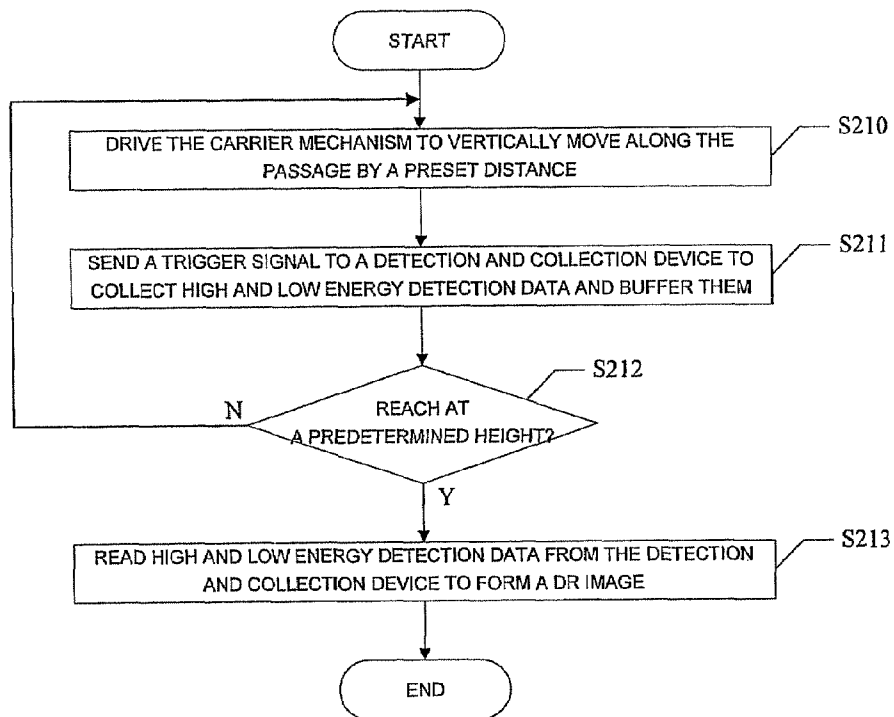 START
DRIVE THE CARRIER MECHANISM TO VERTICALLY MOVE ALONG THE
PASSAGE BY A PRESET DISTANCE
S210
SEND A TRIGGER SIGNAL TO A DETECTION AND COLLECTION DEVICE TO
COLLECT HIGH AND LOW ENERGY DETECTION DATA AND BUFFER THEM
S211
REACH AT
A PREDETERMINED HEIGHT?
S212
N
Y
READ HIGH AND LOW ENERGY DETECTION DATA FROM THE DETECTION
AND COLLECTION DEVICE TO FORM A DR IMAGE
S213
END